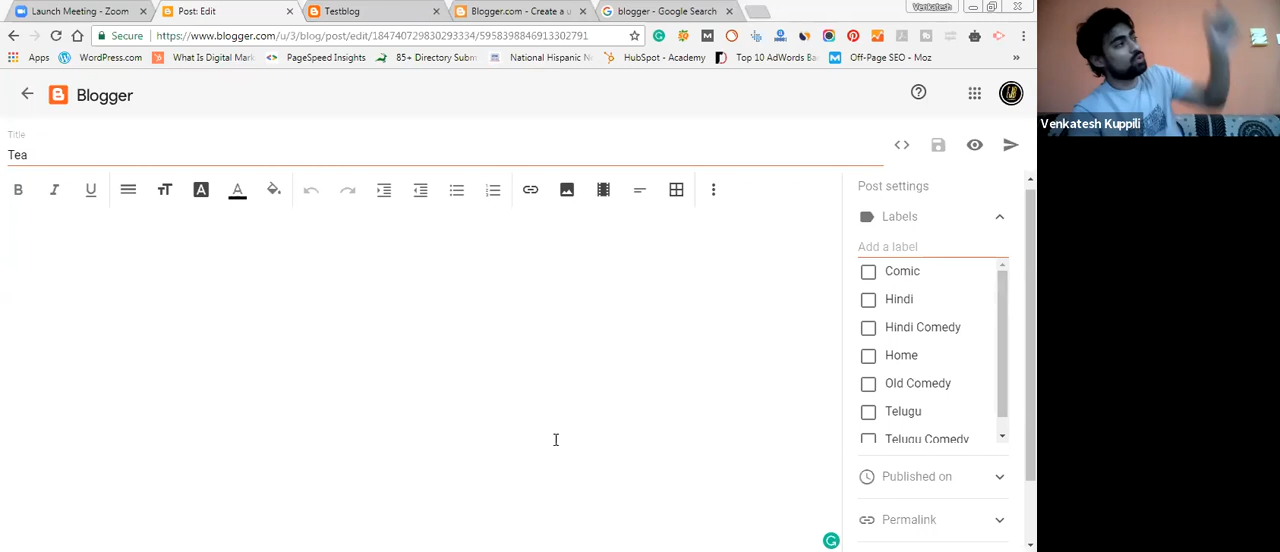 Launch Meeting - Zoom
Post: Edit
Testblog
Blogger.com - Create a u
blogger - Google Search
Venkatesh
Secure
https://www.blogger.com/u/3/blog/post/edit/184740729830293334/5958398846913302791
Apps
WordPress.com
What Is Digital Mark
PageSpeed Insights
85+ Directory Subm
National Hispanic Ne
HubSpot - Academy
Top 10 AdWords Ba
Off-Page SEO - Moz
Venkatesh Kuppili
Blogger
Title
Tea
Post settings
Labels
Add a label
Comic
Hindi
Hindi Comedy
Home
Old Comedy
Telugu
Telugu Comedy
Published on
Permalink